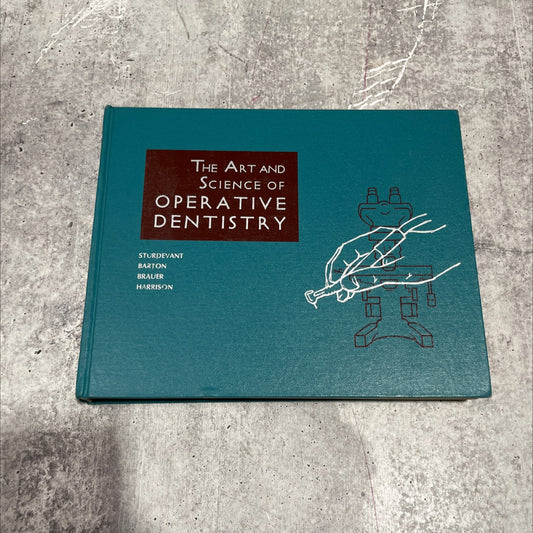 THE ART AND
SCIENCE OF
OPERATIVE
DENTISTRY
STURDEVANT
BARTON
BRAUER
HARRISON